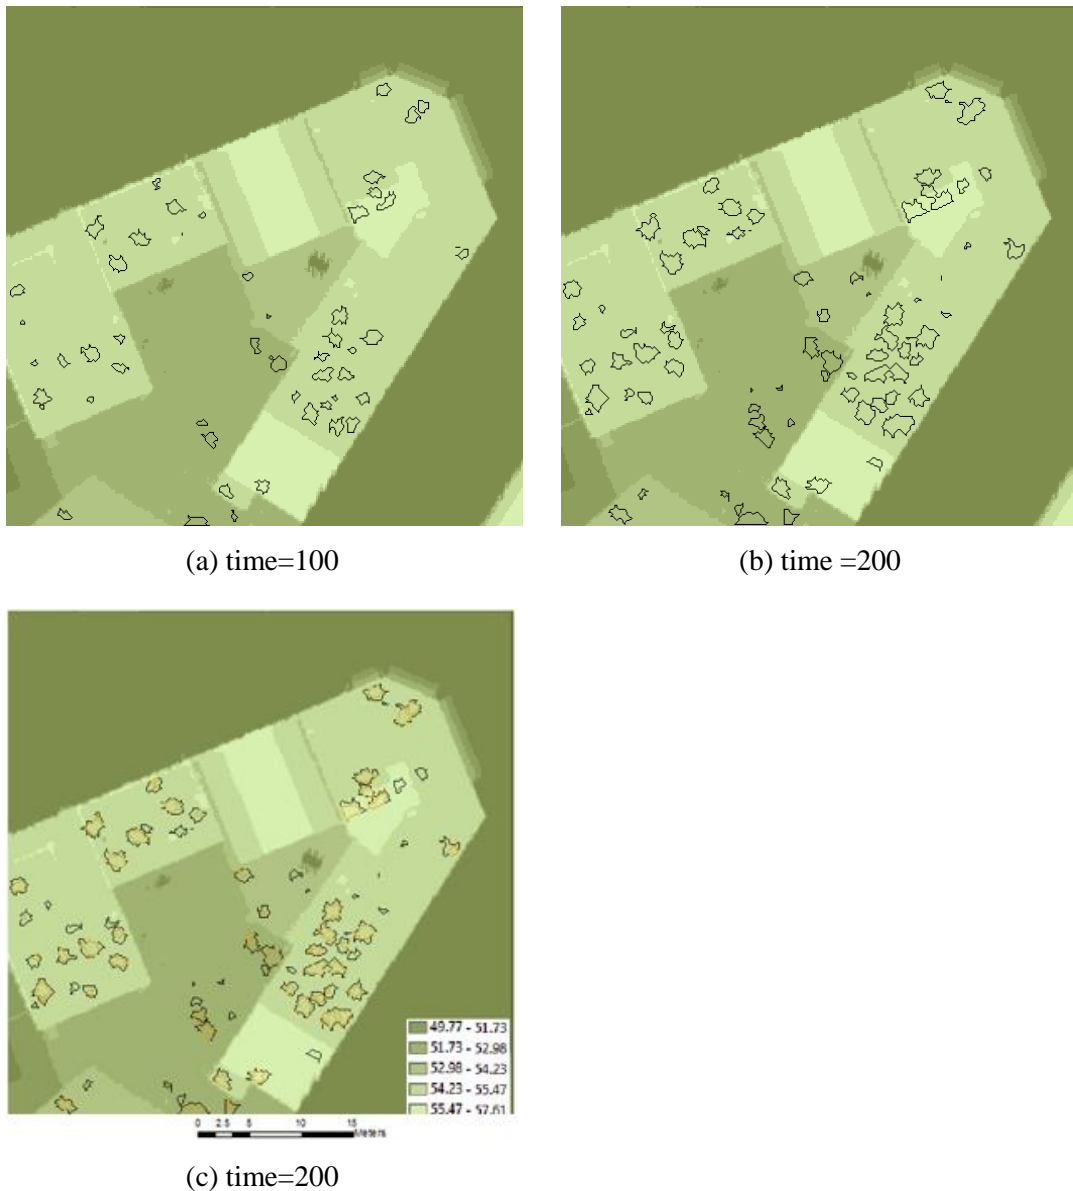 (a) time=100
(b) time =200
49.77 - 51.73
51.73 - 52.98
52.98 - 54.23
54.23 - 55.47
55.47 - 57.61
0 2.5 5 10 15
Meters
(c) time=200